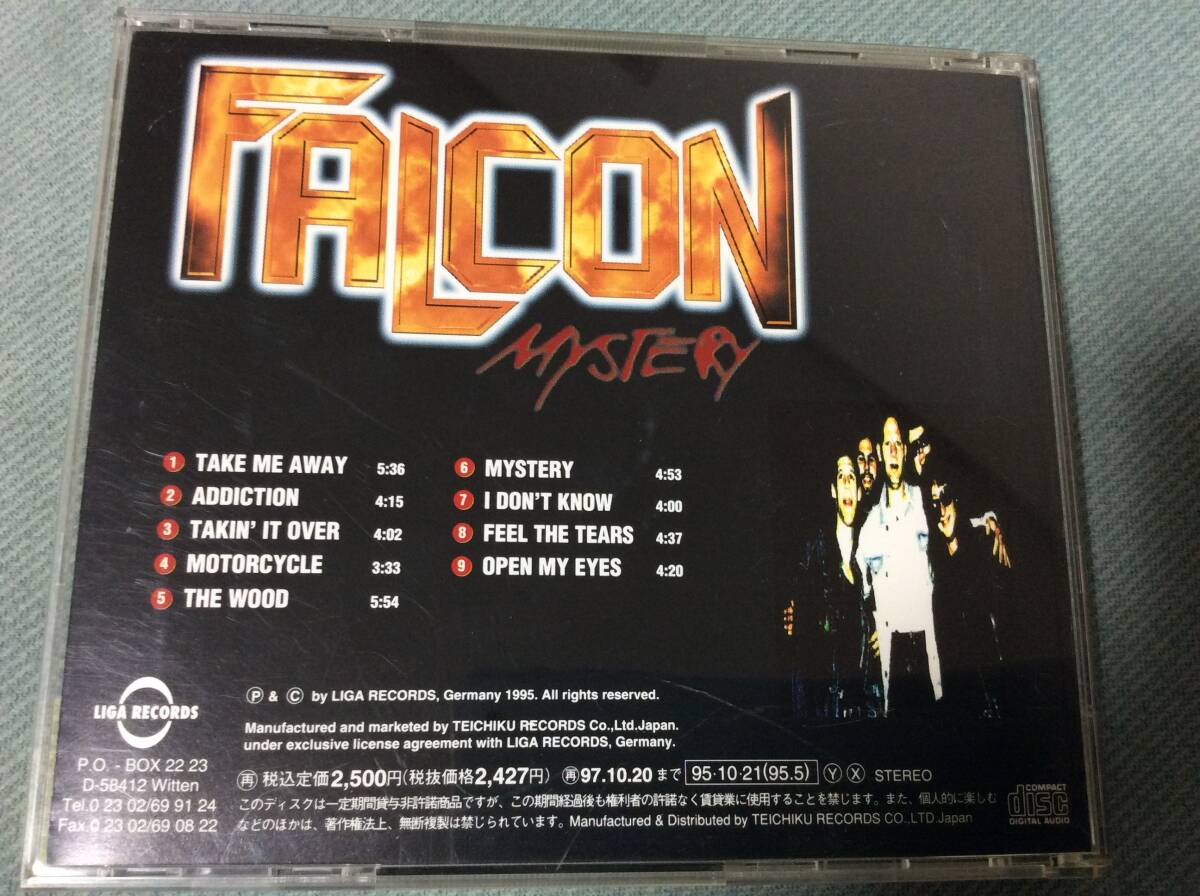 FALCON
MYSTERY
1 TAKE ME AWAY 5:36
2 ADDICTION 4:15
3 TAKIN' IT OVER 4:02
4 MOTORCYCLE 3:33
5 THE WOOD 5:54
6 MYSTERY 4:53
7 I DON'T KNOW 4:00
8 FEEL THE TEARS 4:37
9 OPEN MY EYES 4:20
LIGA RECORDS
P.O. - BOX 22 23
D-58412 Witten
Tel.0 23 02/69 91 24
Fax.0 23 02/69 08 22
Ⓟ & Ⓒ by LIGA RECORDS, Germany 1995. All rights reserved.
Manufactured and marketed by TEICHIKU RECORDS Co.,Ltd.Japan.
under exclusive license agreement with LIGA RECORDS, Germany.
㊢ 税込定価2,500円(税抜価格2,427円) ㊢97.10.20まで 95·10·21(95.5) Ⓨ Ⓧ STEREO
このディスクは一定期間貸与非許諾商品ですが、この期間経過後も権利者の許諾なく賃貸業に使用することを禁じます。また、個人的に楽しむ
などのほかは、著作権法上、無断複製は禁じられています。Manufactured & Distributed by TEICHIKU RECORDS CO.,LTD.Japan
COMPACT
disc
DIGITAL AUDIO